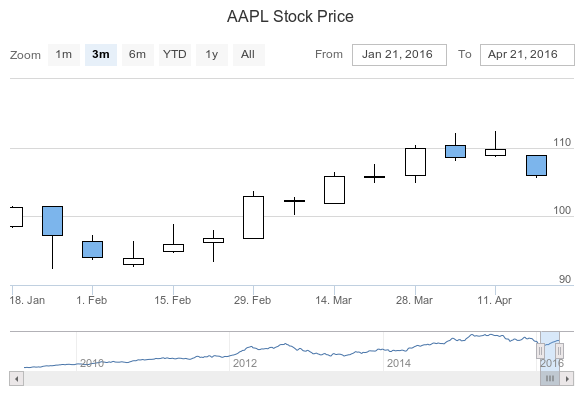 AAPL Stock Price
Zoom 1m 3m 6m YTD 1y All From Jan 21, 2016 To Apr 21, 2016
110
100
90
18. Jan 1. Feb 15. Feb 29. Feb 14. Mar 28. Mar 11. Apr
2010 2012 2014 2016